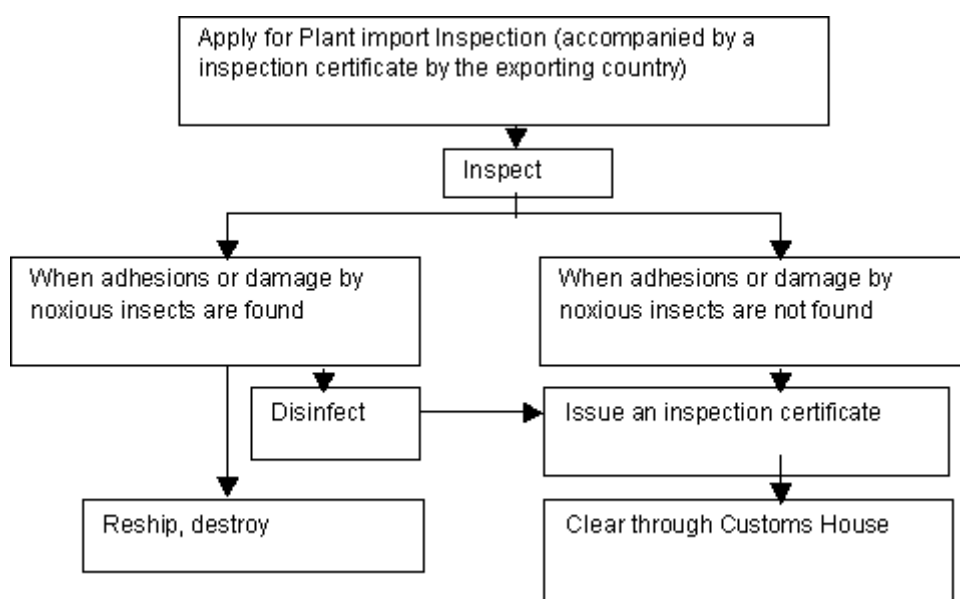 Apply for Plant import Inspection (accompanied by a
inspection certificate by the exporting country)
Inspect
When adhesions or damage by
noxious insects are found
When adhesions or damage by
noxious insects are not found
Disinfect
Issue an inspection certificate
Reship, destroy
Clear through Customs House